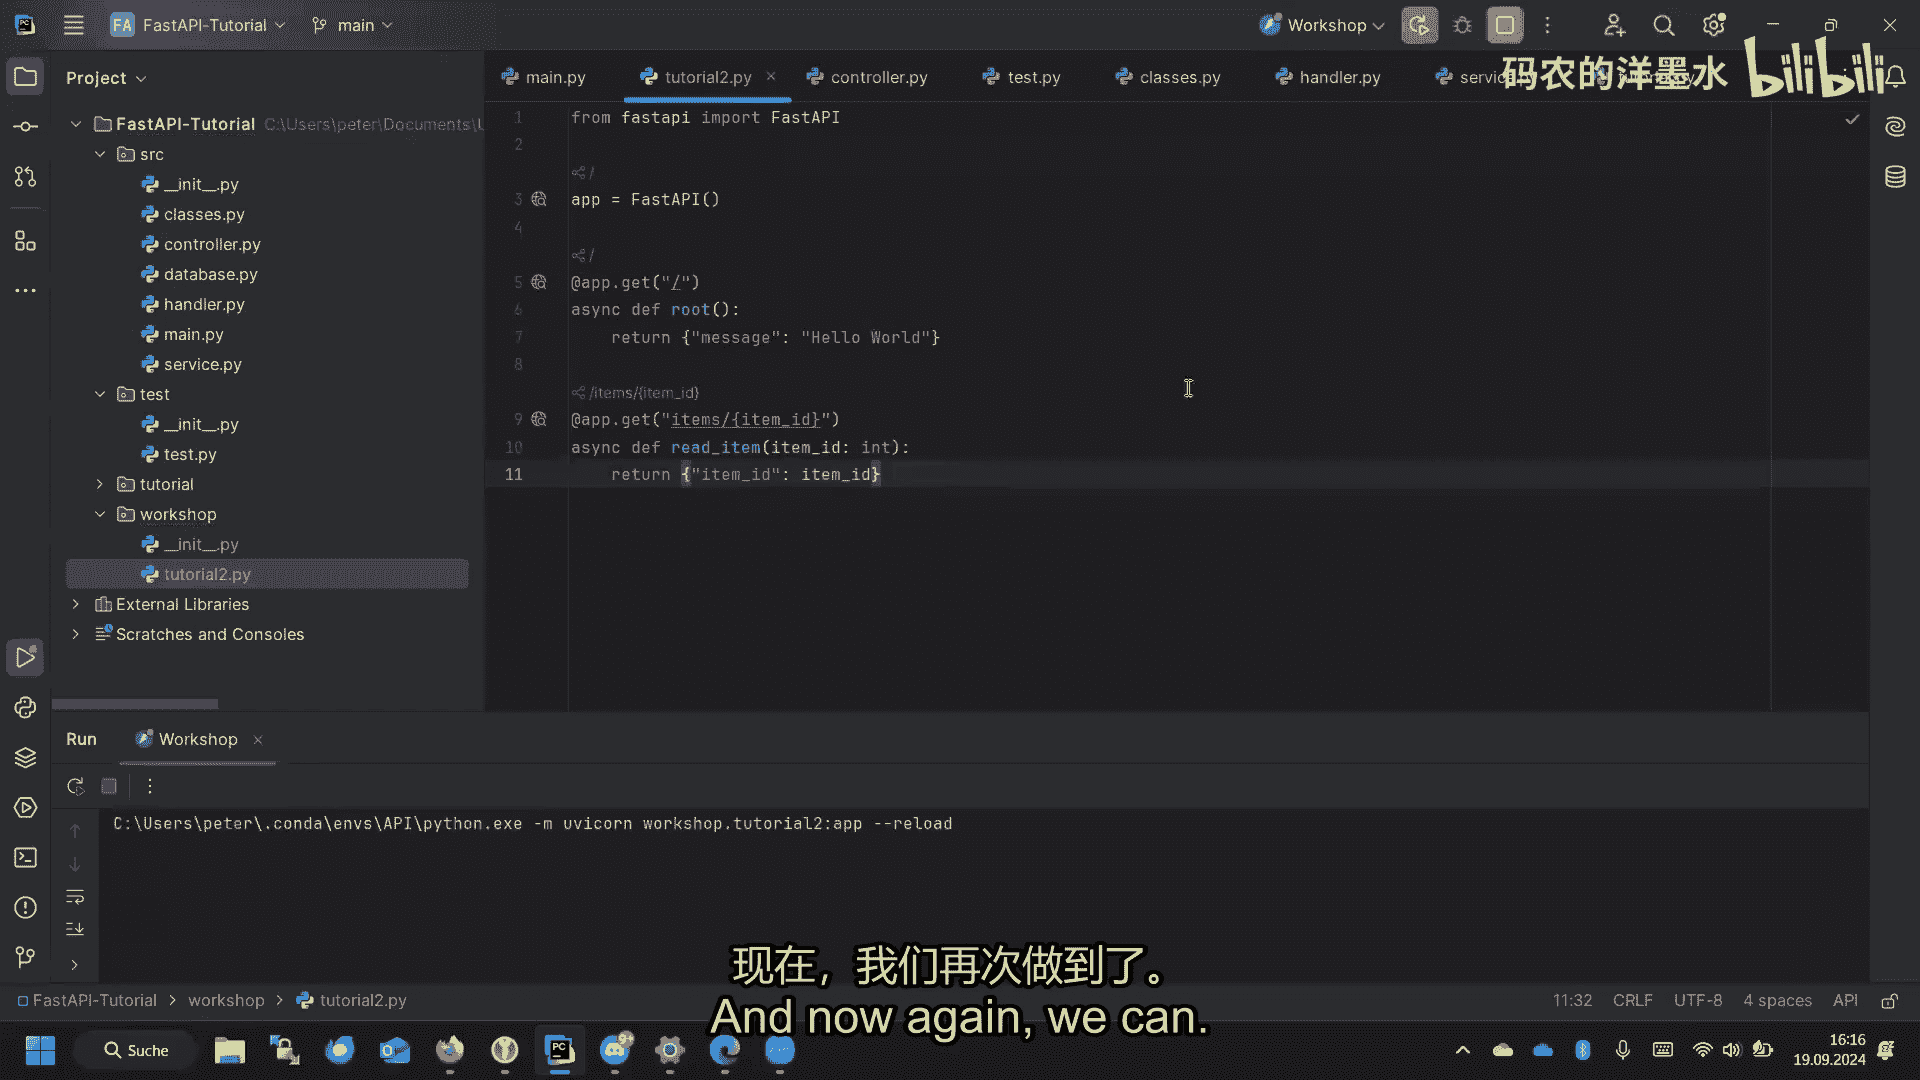 FA FastAPI-Tutorial main Workshop
Project
main.py tutorial2.py controller.py test.py classes.py handler.py
码农的洋墨水 bilibili
FastAPI-Tutorial C:\Users\peter\Documents\
src
__init__.py
classes.py
controller.py
database.py
handler.py
main.py
service.py
test
__init__.py
test.py
tutorial
workshop
__init__.py
tutorial2.py
External Libraries
Scratches and Consoles
1 from fastapi import FastAPI
2
/
3 app = FastAPI()
4
/
5 @app.get("/")
6 async def root():
7 return {"message": "Hello World"}
8
/items/{item_id}
9 @app.get("items/{item_id}")
10 async def read_item(item_id: int):
11 return {"item_id": item_id}
Run Workshop
C:\Users\peter\.conda\envs\API\python.exe -m uvicorn workshop.tutorial2:app --reload
现在，我们再次做到了。
And now again, we can.
FastAPI-Tutorial > workshop > tutorial2.py 11:32 CRLF UTF-8 4 spaces API
Suche
16:16
19.09.2024